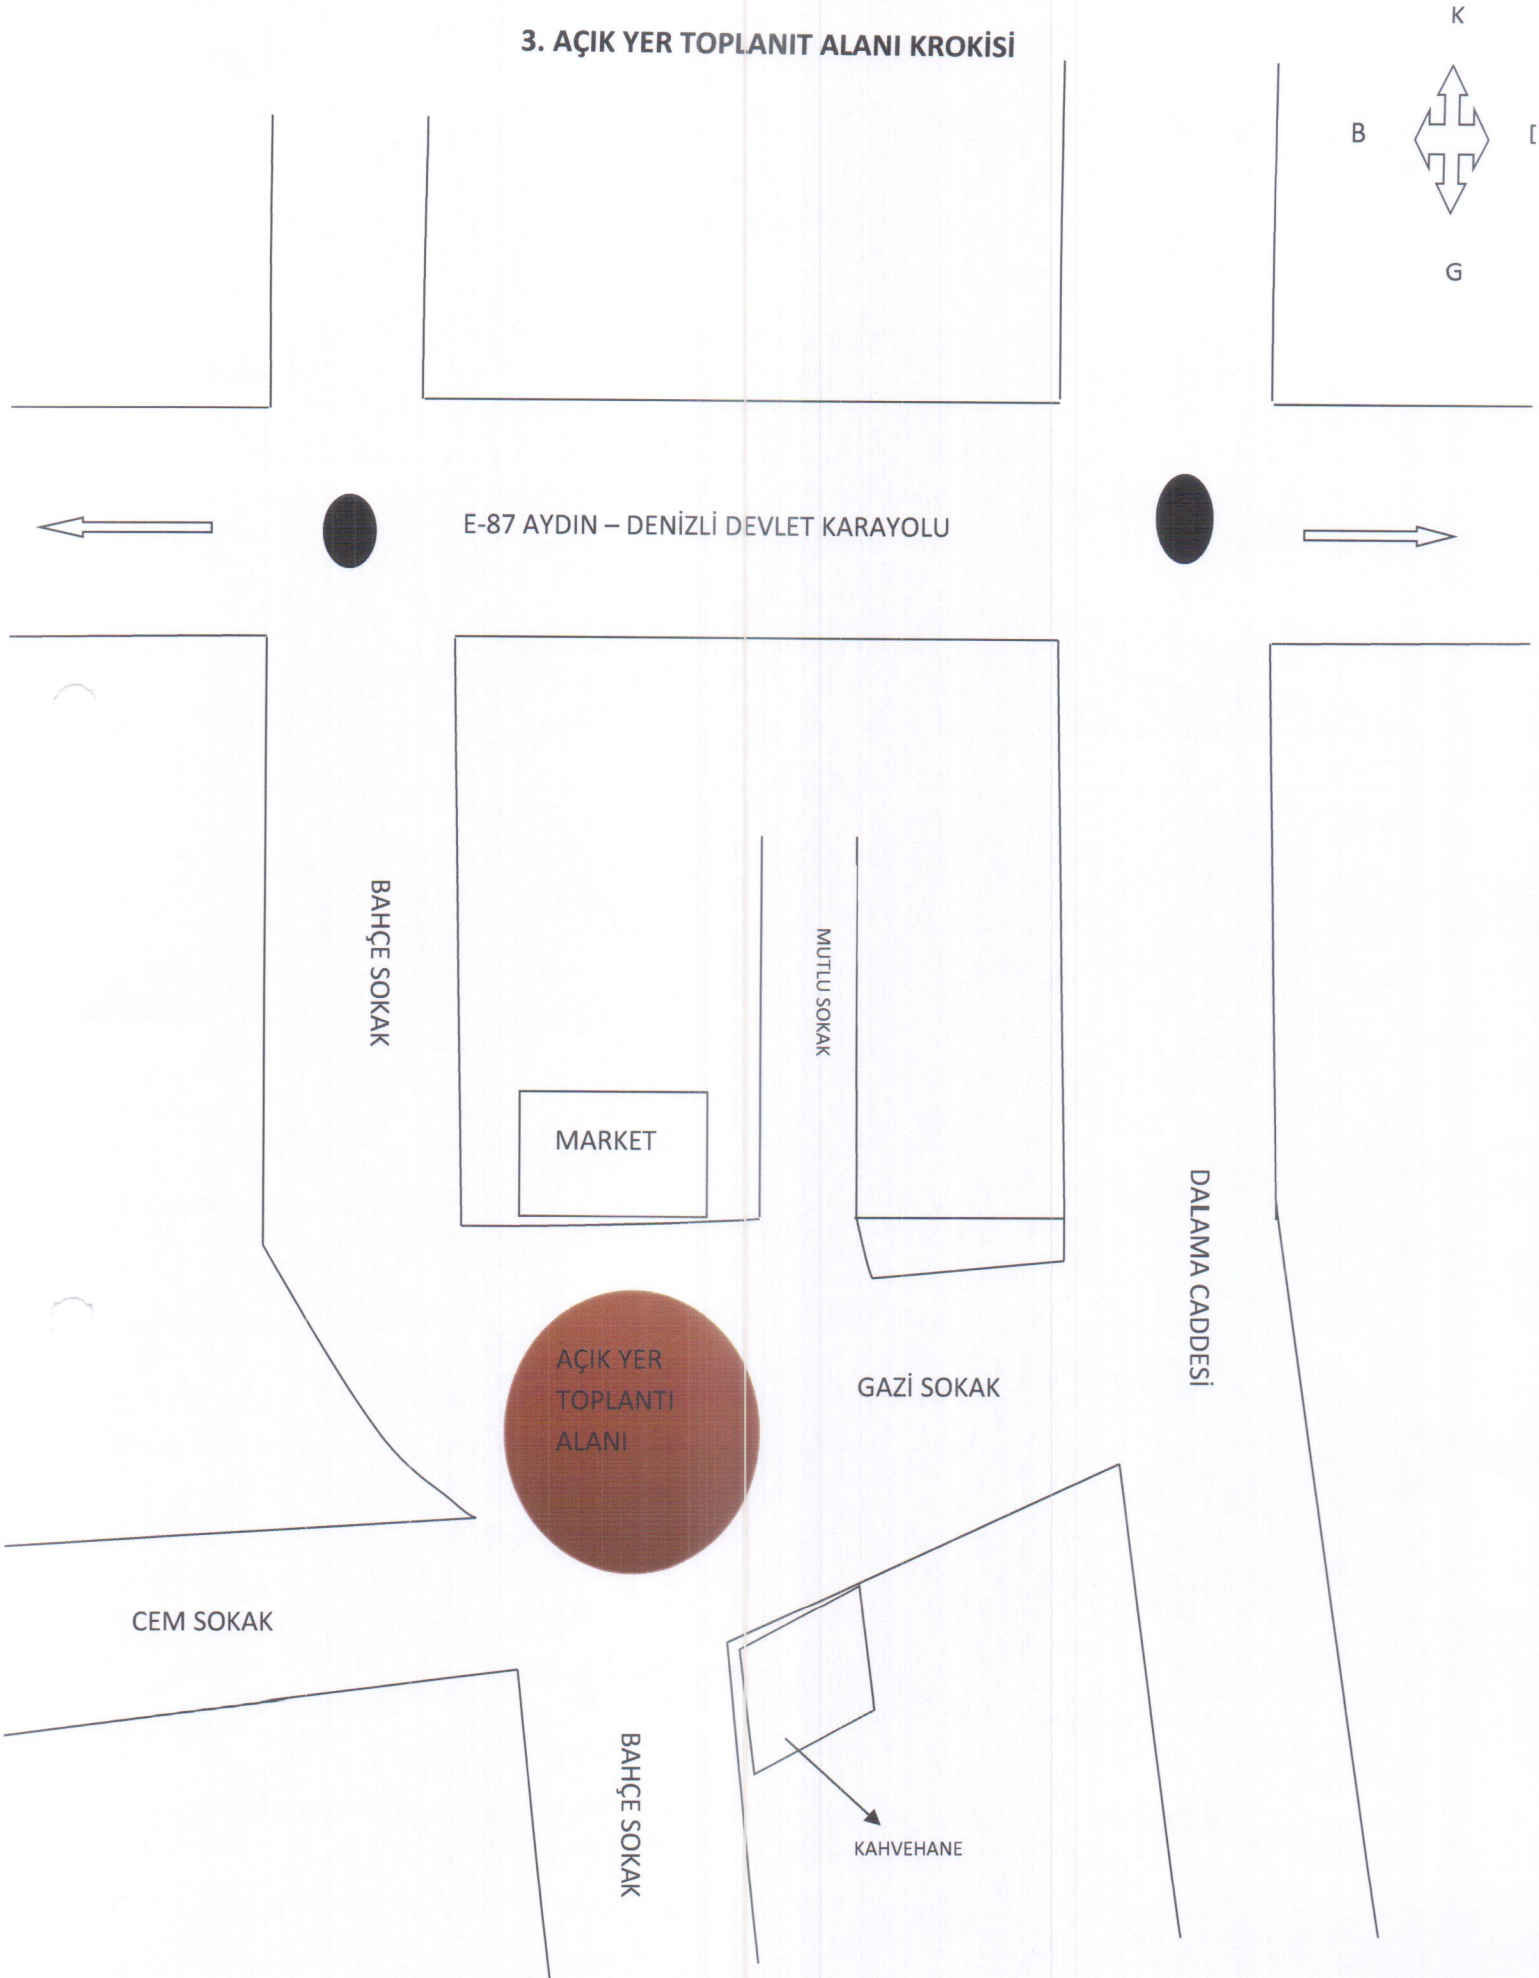 3. AÇIK YER TOPLANIT ALANI KROKİSİ
K
B
G
E-87 AYDIN – DENİZLİ DEVLET KARAYOLU
BAHÇE SOKAK
MUTLU SOKAK
MARKET
DALAMA CADDESİ
AÇIK YER
TOPLANTI
ALANI
GAZİ SOKAK
CEM SOKAK
BAHÇE SOKAK
KAHVEHANE